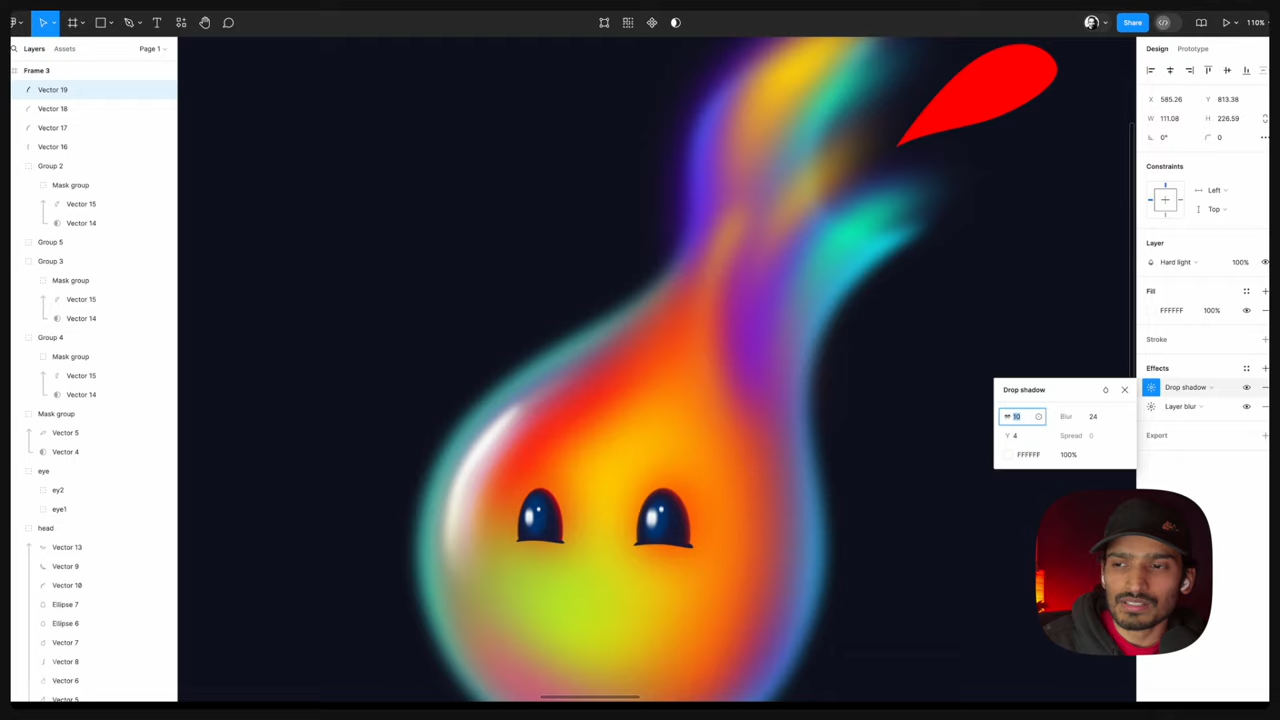 Share
110%
Layers
Assets
Page 1
Frame 3
Vector 19
Vector 18
Vector 17
Vector 16
Group 2
Mask group
Vector 15
Vector 14
Group 5
Group 3
Mask group
Vector 15
Vector 14
Group 4
Mask group
Vector 15
Vector 14
Mask group
Vector 5
Vector 4
eye
ey2
eye1
head
Vector 13
Vector 9
Vector 10
Ellipse 7
Ellipse 6
Vector 7
Vector 8
Vector 6
Vector 5
Design
Prototype
X 585.26 Y 813.38
W 111.08 H 226.59
0° 0
Constraints
Left
Top
Layer
Hard light 100%
Fill
FFFFFF 100%
Stroke
Effects
Drop shadow
Layer blur
Export
Drop shadow
10 Blur 24
Y 4 Spread 0
FFFFFF 100%